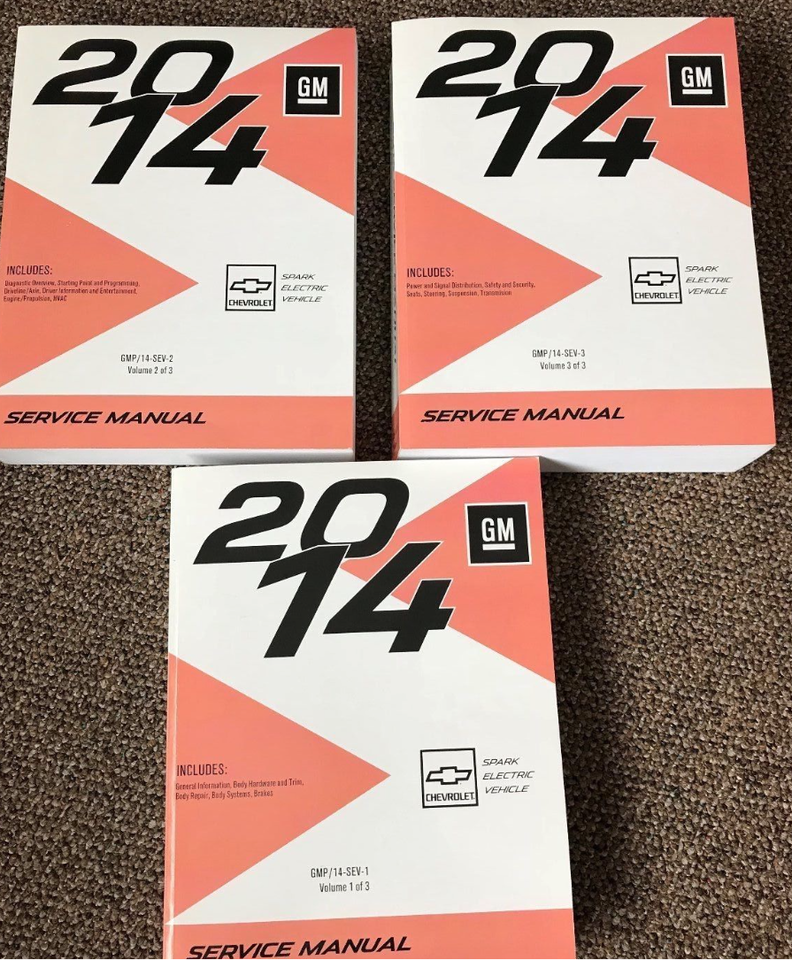 20
14
GM
INCLUDES:
Diagnostic Overview, Starting Point and Programming,
Driveline/Axle, Driver Information and Entertainment,
Engine/Propulsion, HVAC
CHEVROLET
SPARK
ELECTRIC
VEHICLE
GMP/14-SEV-2
Volume 2 of 3
SERVICE MANUAL
20
14
GM
INCLUDES:
Power and Signal Distribution, Safety and Security,
Seats, Steering, Suspension, Transmission
CHEVROLET
SPARK
ELECTRIC
VEHICLE
GMP/14-SEV-3
Volume 3 of 3
SERVICE MANUAL
20
14
GM
INCLUDES:
General Information, Body Hardware and Trim,
Body Repair, Body Systems, Brakes
CHEVROLET
SPARK
ELECTRIC
VEHICLE
GMP/14-SEV-1
Volume 1 of 3
SERVICE MANUAL